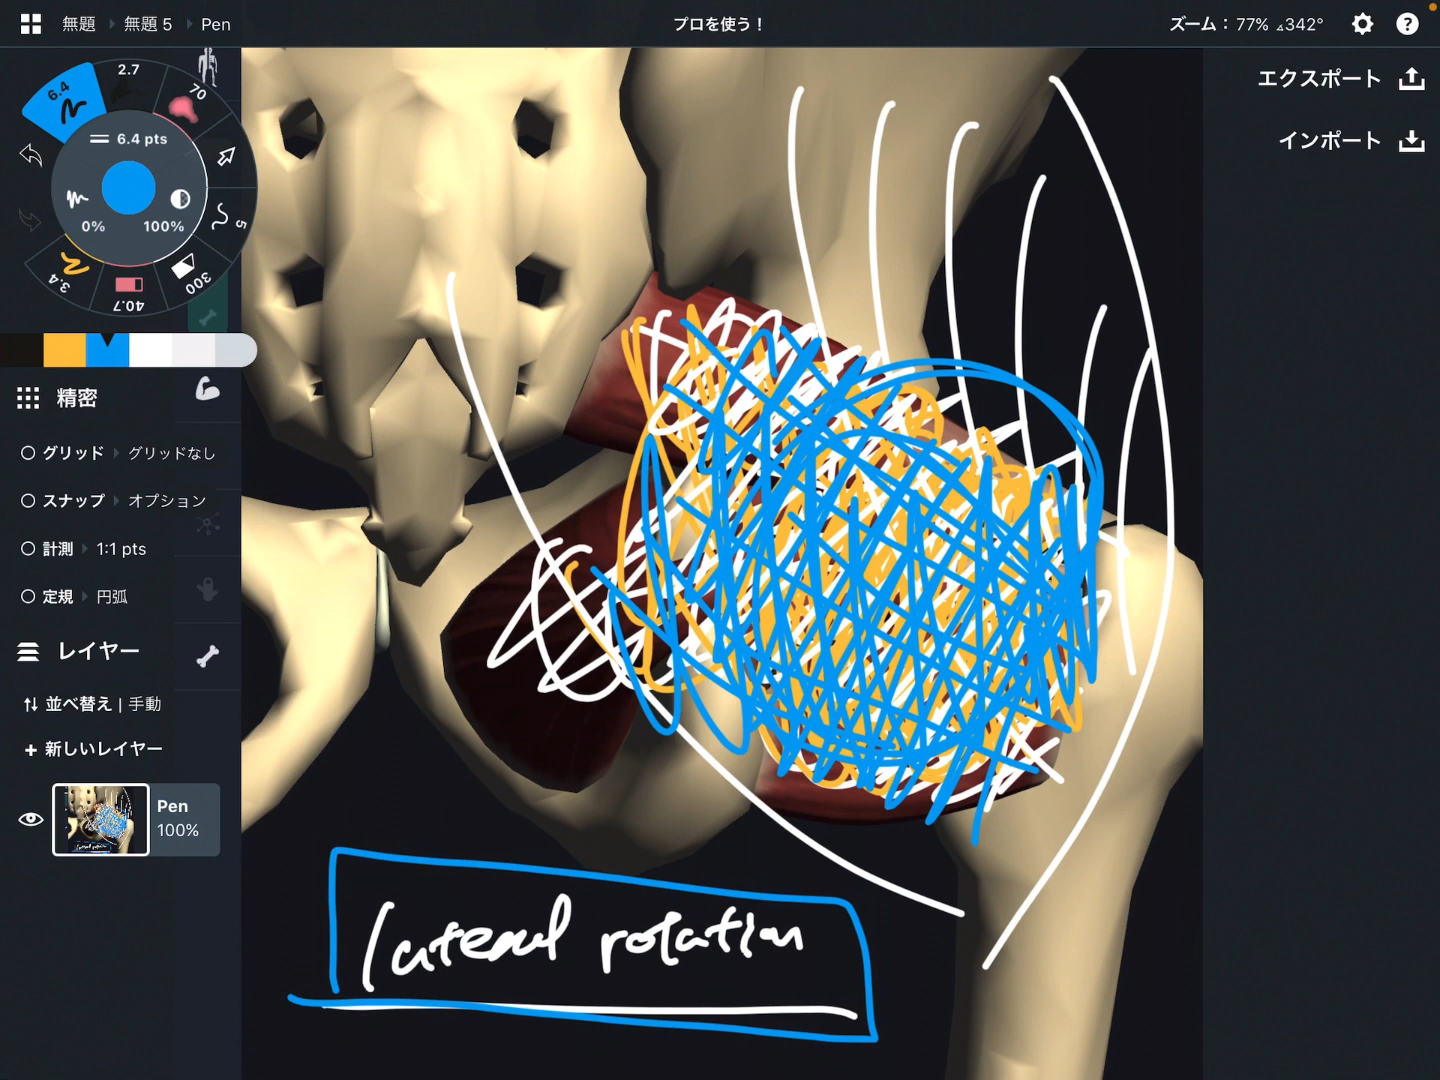 無題 無題 5 Pen
プロを使う！
ズーム： 77% ⊿342°
エクスポート
インポート
6.4
2.7
70
6.4 pts
0%
100%
5
300
40.7
3.4
精密
グリッド グリッドなし
スナップ オプション
計測 1:1 pts
定規 円弧
レイヤー
並べ替え | 手動
+ 新しいレイヤー
Pen
100%
lateral rotation